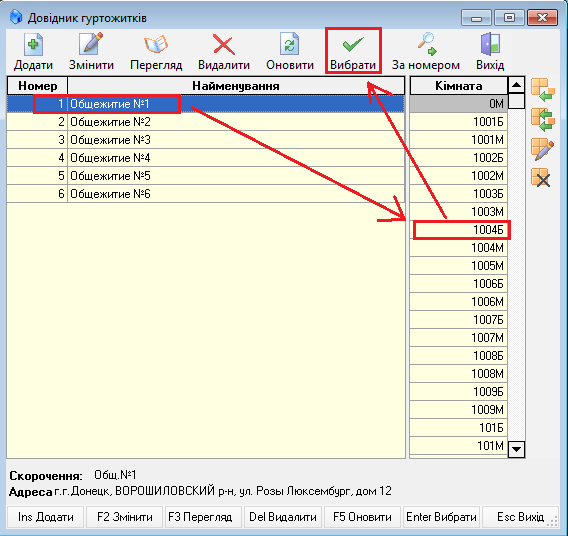 Довідник гуртожитків
Додати Змінити Перегляд Видалити Оновити Вибрати За номером Вихід
Номер Найменування Кімната
1 Общежитие №1 0М
2 Общежитие №2 1001Б
3 Общежитие №3 1001М
4 Общежитие №4 1002Б
5 Общежитие №5 1002М
6 Общежитие №6 1003Б
1003М
1004Б
1004М
1005М
1006Б
1006М
1007Б
1007М
1008Б
1008М
1009Б
1009М
101Б
101М
Скорочення: Общ.№1
Адреса г.г.Донецк, ВОРОШИЛОВСКИЙ р-н, ул. Розы Люксембург, дом 12
Ins Додати F2 Змінити F3 Перегляд Del Видалити F5 Оновити Enter Вибрати Esc Вихід